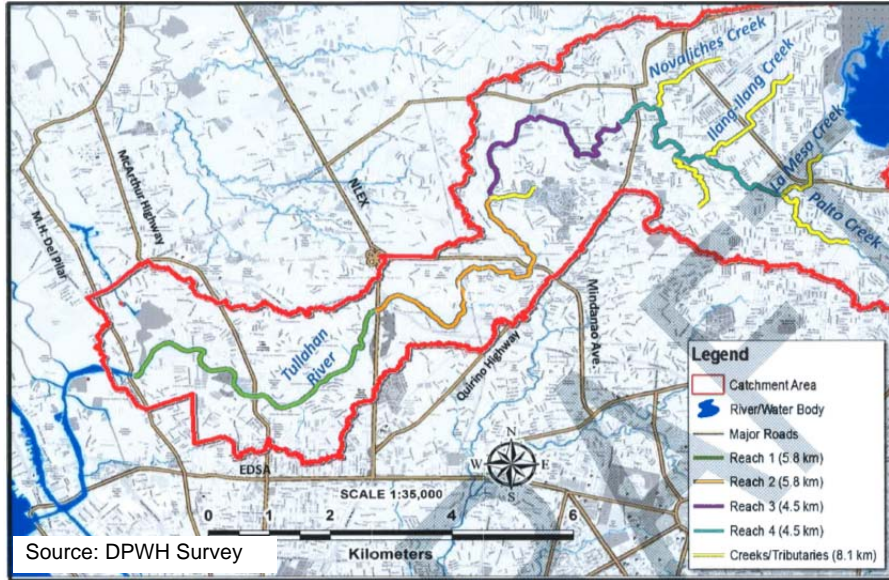 Novaliches Creek
Ilang-Ilang Creek
La Mesa Creek
Palto Creek
McArthur Highway
NLEX
M.H. Del Pilar
Tullahan
River
Mindanao Ave.
Quirino Highway
EDSA
N
W E
S
SCALE 1:35,000
0 2 4 6
Kilometers
Source: DPWH Survey
Legend
Catchment Area
River/Water Body
Major Roads
Reach 1 (5.8 km)
Reach 2 (5.8 km)
Reach 3 (4.5 km)
Reach 4 (4.5 km)
Creeks/Tributaries (8.1 km)